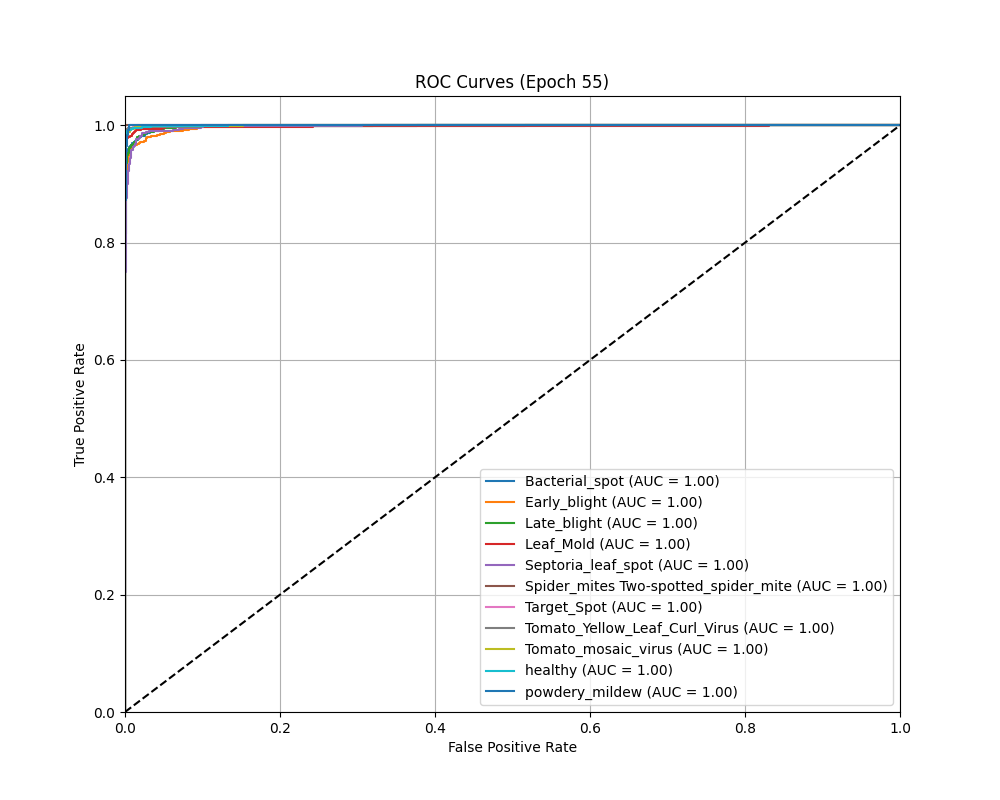 ROC Curves (Epoch 55)
True Positive Rate
1.0
0.8
0.6
0.4
0.2
0.0
Bacterial_spot (AUC = 1.00)
Early_blight (AUC = 1.00)
Late_blight (AUC = 1.00)
Leaf_Mold (AUC = 1.00)
Septoria_leaf_spot (AUC = 1.00)
Spider_mites Two-spotted_spider_mite (AUC = 1.00)
Target_Spot (AUC = 1.00)
Tomato_Yellow_Leaf_Curl_Virus (AUC = 1.00)
Tomato_mosaic_virus (AUC = 1.00)
healthy (AUC = 1.00)
powdery_mildew (AUC = 1.00)
0.0 0.2 0.4 0.6 0.8 1.0
False Positive Rate